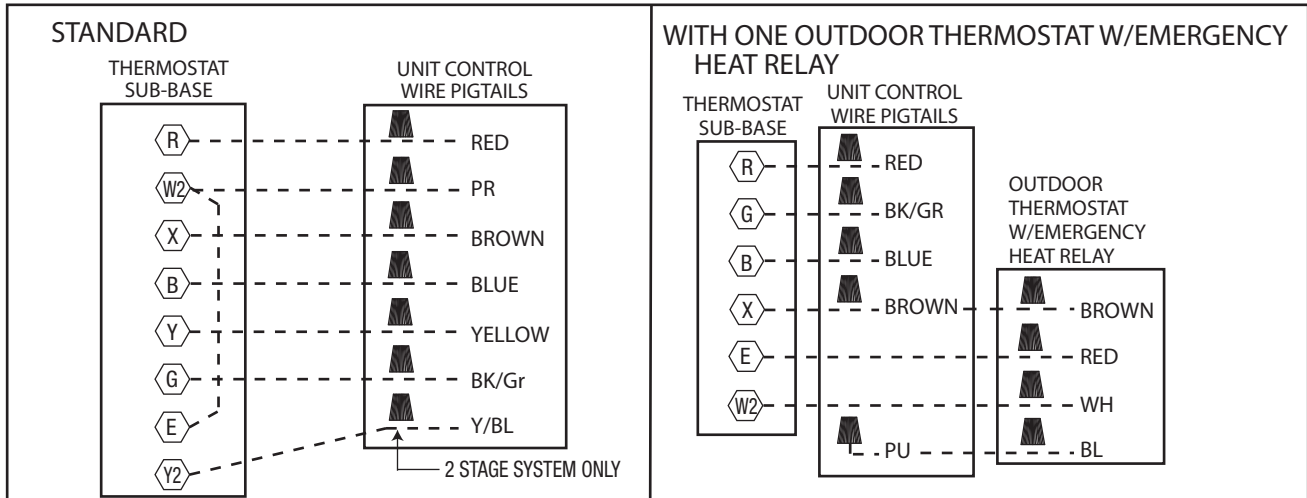 STANDARD
THERMOSTAT
SUB-BASE
UNIT CONTROL
WIRE PIGTAILS
R
RED
W2
PR
X
BROWN
B
BLUE
Y
YELLOW
G
BK/Gr
E
Y/BL
Y2
2 STAGE SYSTEM ONLY
WITH ONE OUTDOOR THERMOSTAT W/EMERGENCY
HEAT RELAY
THERMOSTAT
SUB-BASE
UNIT CONTROL
WIRE PIGTAILS
OUTDOOR
THERMOSTAT
W/EMERGENCY
HEAT RELAY
R
RED
G
BK/GR
B
BLUE
X
BROWN
BROWN
E
RED
W2
WH
PU
BL